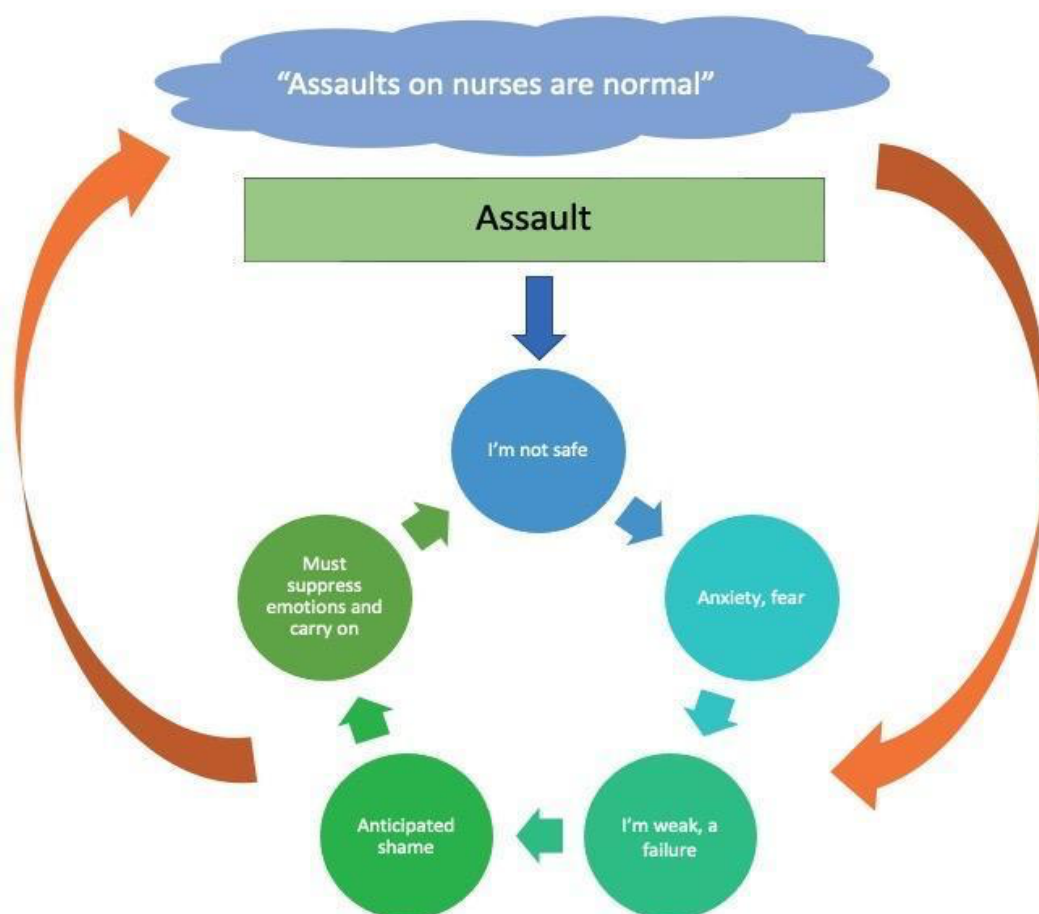 “Assaults on nurses are normal”
Assault
I’m not safe
Anxiety, fear
I’m weak, a
failure
Anticipated
shame
Must
suppress
emotions and
carry on